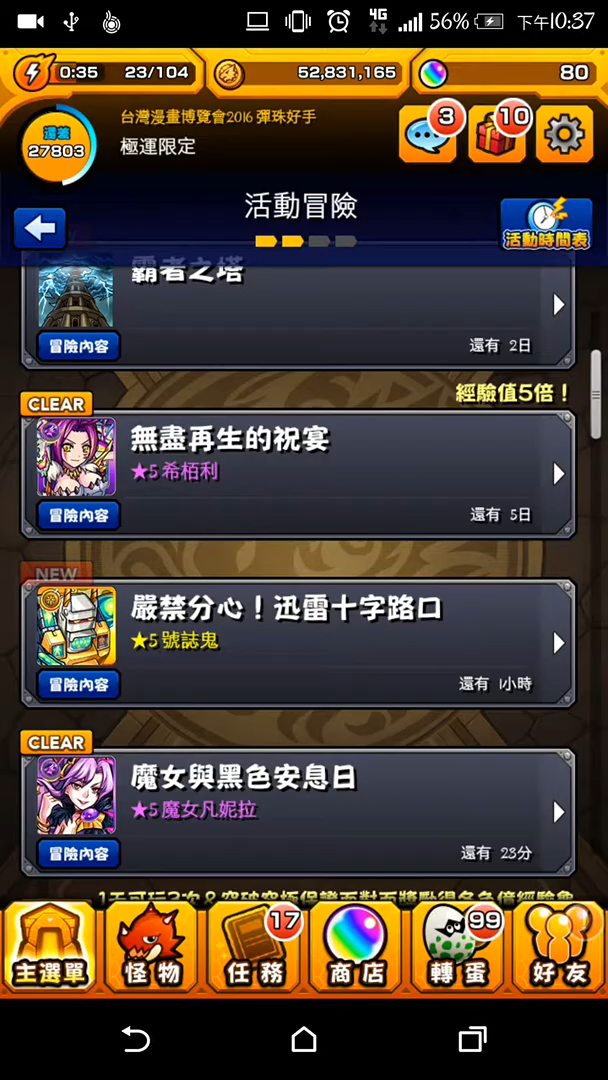 4G 56% 下午10:37
0:35 23/104 52,831,165 80
還差
27803
台灣漫畫博覽會2016 彈珠好手
極運限定
3 10
活動冒險
活動時間表
霸者之塔
冒險內容
還有 2日
經驗值5倍！
CLEAR
無盡再生的祝宴
★5 希栢利
冒險內容
還有 5日
NEW
嚴禁分心！迅雷十字路口
★5 號誌鬼
冒險內容
還有 1小時
CLEAR
魔女與黑色安息日
★5 魔女凡妮拉
冒險內容
還有 23分
17 99
主選單 怪物 任務 商店 轉蛋 好友